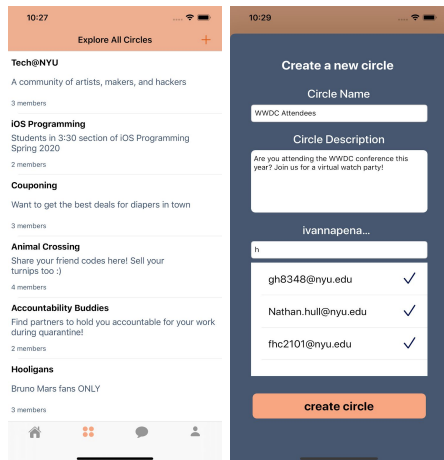 10:27
Explore All Circles
Tech@NYU
A community of artists, makers, and hackers
3 members
iOS Programming
Students in 3:30 section of iOS Programming
Spring 2020
2 members
Couponing
Want to get the best deals for diapers in town
3 members
Animal Crossing
Share your friend codes here! Sell your
turnips too :)
4 members
Accountability Buddies
Find partners to hold you accountable for your work
during quarantine!
2 members
Hooligans
Bruno Mars fans ONLY
3 members
10:29
Create a new circle
Circle Name
WWDC Attendees
Circle Description
Are you attending the WWDC conference this
year? Join us for a virtual watch party!
ivannapena...
h
gh8348@nyu.edu
Nathan.hull@nyu.edu
fhc2101@nyu.edu
create circle